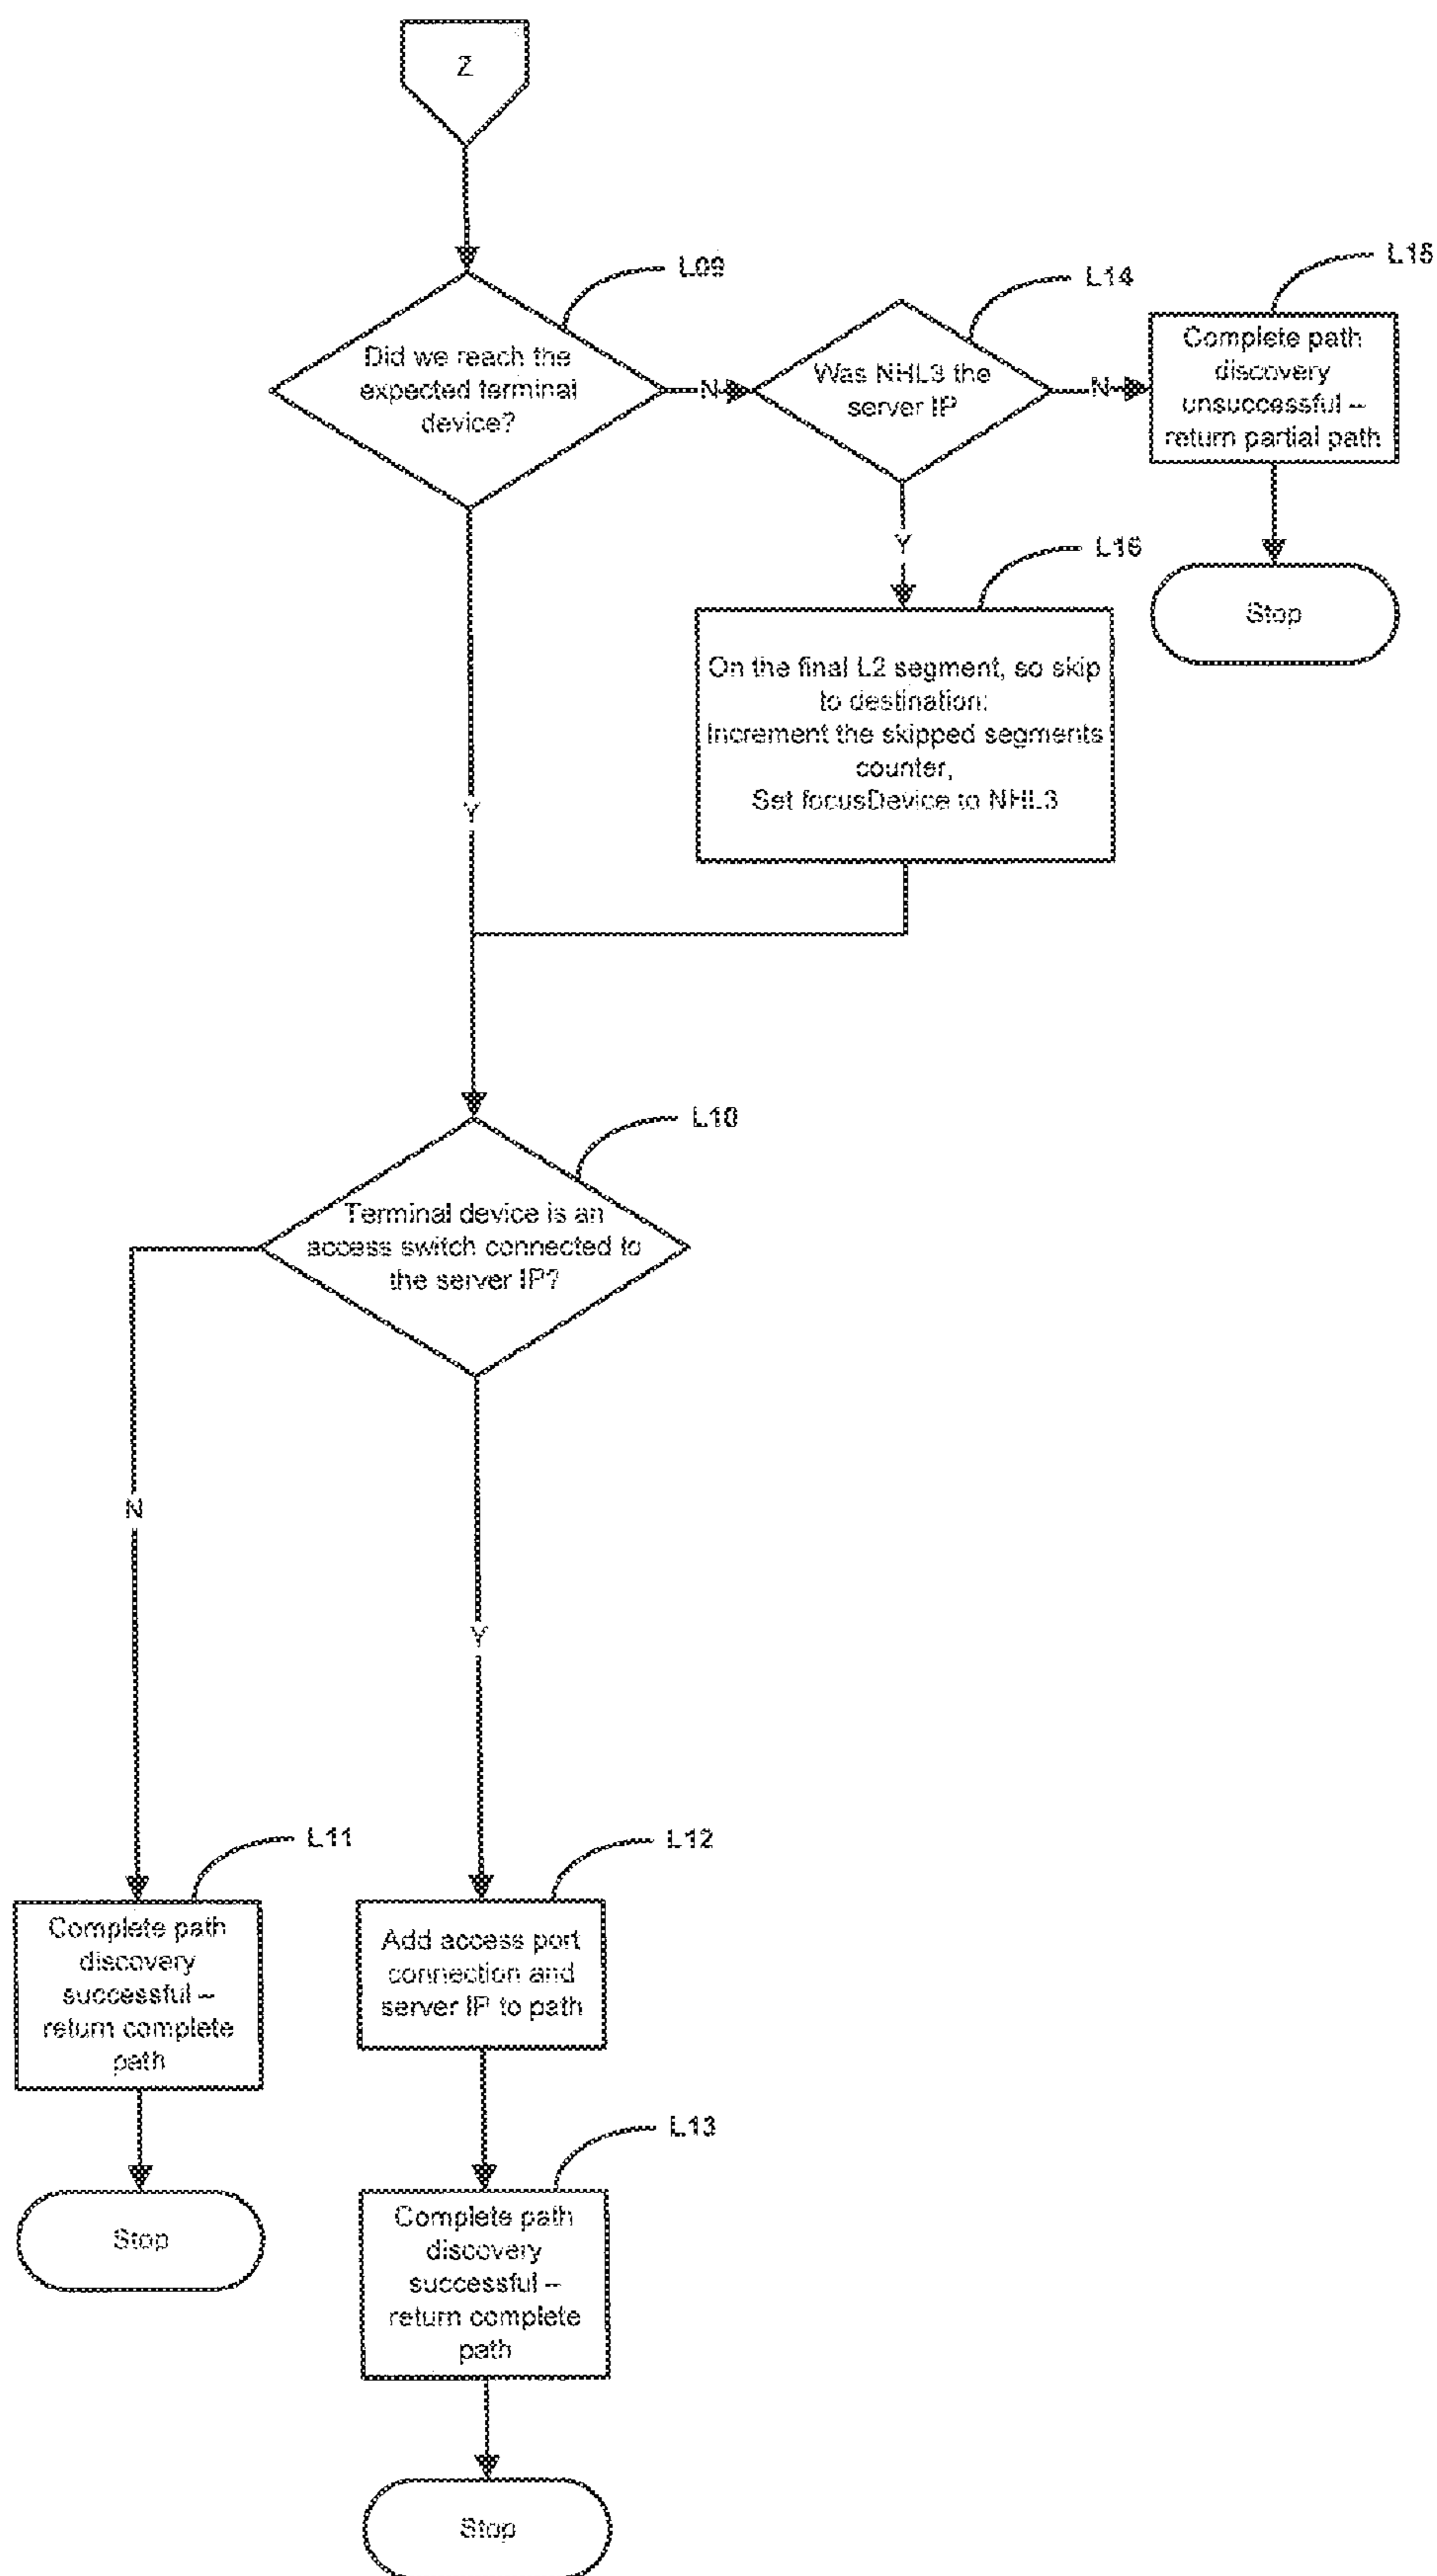 Z
L09
Did we reach the
expected terminal
device?
N
L14
Was NHL3 the
server IP
N
L15
Complete path
discovery
unsuccessful –
return partial path
Stop
Y
L16
On the final L2 segment, so skip
to destination:
Increment the skipped segments
counter,
Set focusDevice to NHL3
Y
L10
Terminal device is an
access switch connected to
the server IP?
N
Y
L11
Complete path
discovery
successful –
return complete
path
Stop
L12
Add access port
connection and
server IP to path
L13
Complete path
discovery
successful –
return complete
path
Stop